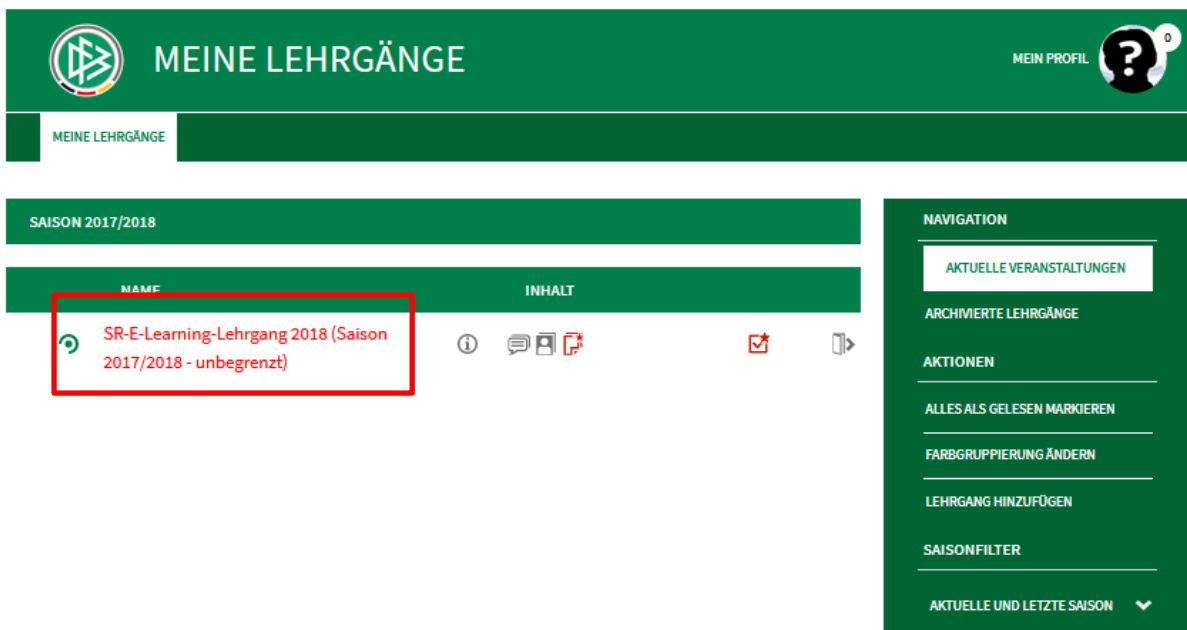 MEINE LEHRGÄNGE
MEIN PROFIL
0
MEINE LEHRGÄNGE
SAISON 2017/2018
NAME
INHALT
SR-E-Learning-Lehrgang 2018 (Saison
2017/2018 - unbegrenzt)
NAVIGATION
AKTUELLE VERANSTALTUNGEN
ARCHIVIERTE LEHRGÄNGE
AKTIONEN
ALLES ALS GELESEN MARKIEREN
FARBGRUPPIERUNG ÄNDERN
LEHRGANG HINZUFÜGEN
SAISONFILTER
AKTUELLE UND LETZTE SAISON